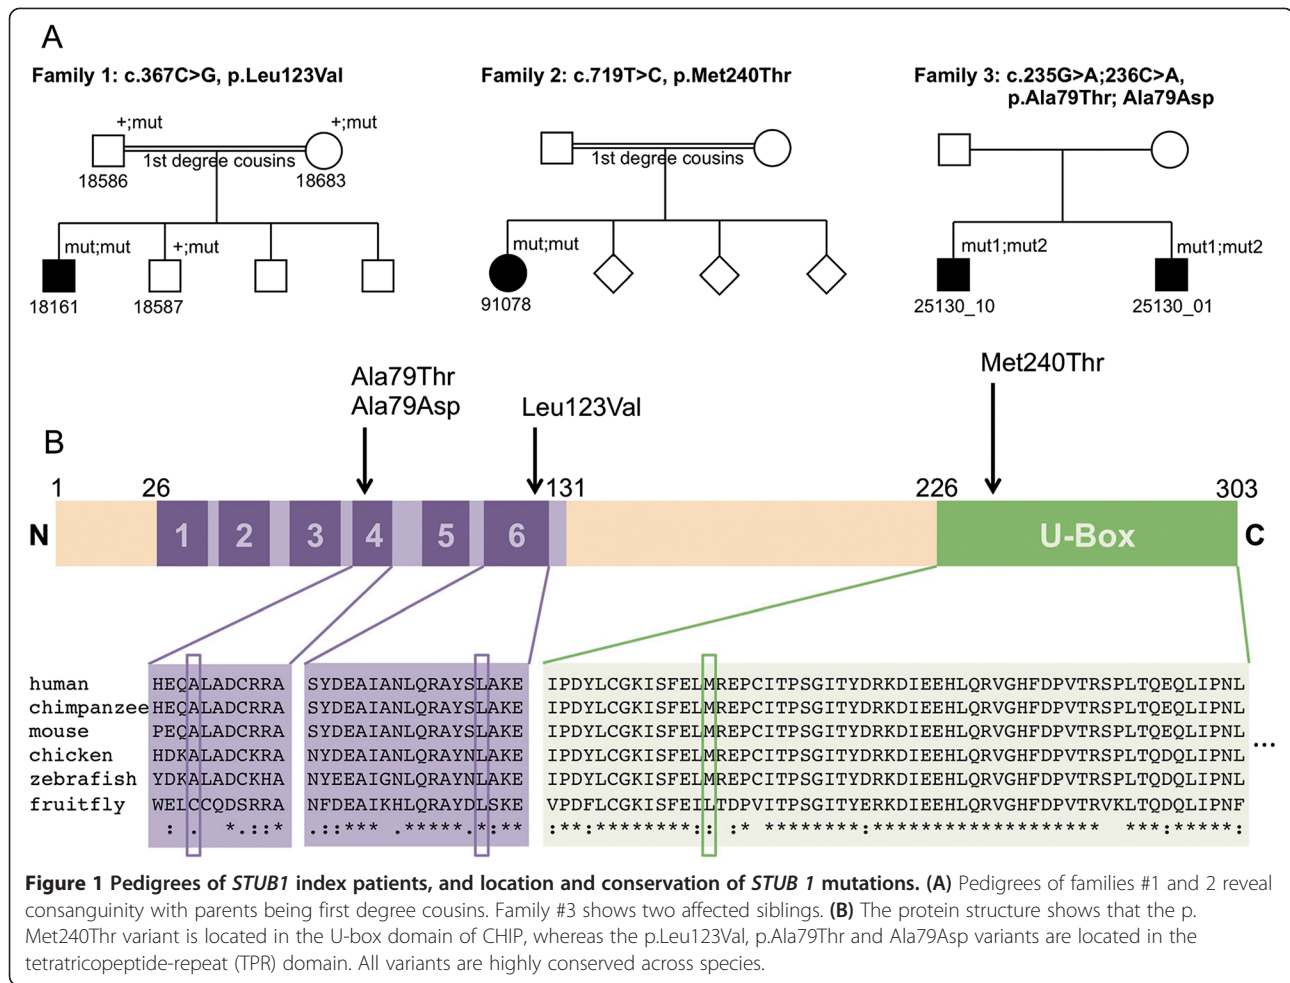 A
Family 1: c.367C>G, p.Leu123Val
Family 2: c.719T>C, p.Met240Thr
Family 3: c.235G>A;236C>A,
p.Ala79Thr; Ala79Asp
+;mut
+;mut
1st degree cousins
18586
18683
1st degree cousins
mut;mut
+;mut
mut;mut
mut1;mut2
mut1;mut2
18161
18587
91078
25130_10
25130_01
Ala79Thr
Ala79Asp
Leu123Val
Met240Thr
B
1
26
131
226
303
N
1
2
3
4
5
6
U-Box
C
human HEQALADCRRA SYDEAIANLQRAYSLAKE IPDYLCGKISFELMREPCITPSGITYDRKDIEEHLQRVGHFDPVTRSPLTQEQLIPNL
chimpanzee HEQALADCRRA SYDEAIANLQRAYSLAKE IPDYLCGKISFELMREPCITPSGITYDRKDIEEHLQRVGHFDPVTRSPLTQEQLIPNL
mouse PEQALADCRRA SYDEAIANLQRAYSLAKE IPDYLCGKISFELMREPCITPSGITYDRKDIEEHLQRVGHFDPVTRSPLTQEQLIPNL
chicken HDKALADCKRA NYDEAIANLQRAYNLAKE IPDYLCGKISFELMREPCITPSGITYDRKDIEEHLQRVGHFDPVTRSPLTQDQLIPNL
zebrafish YDKALADCKHA NYEEAIGNLQRAYNLAKE IPDYLCGKISFELMREPCITPSGITYDRKDIEEHLQRVGHFDPVTRSPLTQDQLIPNL
fruitfly WELCCQDSRRA NFDEAIKHLQRAYDLSKE VPDFLCGKISFEILTDPVITPSGITYERKDIEEHLQRVGHFDPVTRVKLTQDQLIPNF
: . *.::* .::*** .*****.*:** :**:********:: :* *********:*********************** ***:*****:
...
Figure 1 Pedigrees of STUB1 index patients, and location and conservation of STUB 1 mutations. (A) Pedigrees of families #1 and 2 reveal
consanguinity with parents being first degree cousins. Family #3 shows two affected siblings. (B) The protein structure shows that the p.
Met240Thr variant is located in the U-box domain of CHIP, whereas the p.Leu123Val, p.Ala79Thr and Ala79Asp variants are located in the
tetratricopeptide-repeat (TPR) domain. All variants are highly conserved across species.